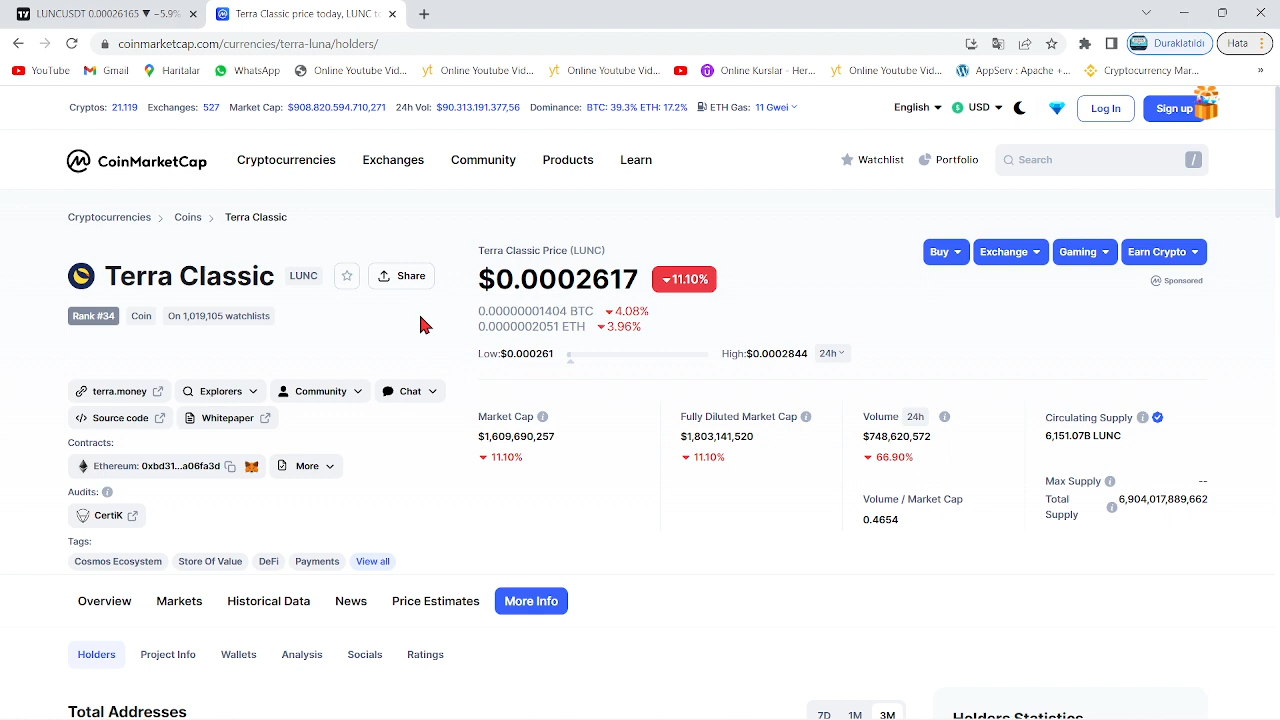 LUNCUSDT 0.00026165 ▼ −5.9%
Terra Classic price today, LUNC to
coinmarketcap.com/currencies/terra-luna/holders/
Duraklatıldı
Hata
YouTube
Gmail
Haritalar
WhatsApp
Online Youtube Vid...
Online Youtube Vid...
Online Youtube Vid...
Online Kurslar - Her...
Online Youtube Vid...
AppServ : Apache +...
Cryptocurrency Mar...
»
Cryptos: 21.119 Exchanges: 527 Market Cap: $908.820.594.710,271 24h Vol: $90.313.191.377,56 Dominance: BTC: 39.3% ETH: 17.2% ETH Gas: 11 Gwei
English
USD
Log In
Sign up
CoinMarketCap
Cryptocurrencies
Exchanges
Community
Products
Learn
Watchlist
Portfolio
Search
/
Cryptocurrencies > Coins > Terra Classic
Terra Classic
LUNC
Share
Rank #34
Coin
On 1,019,105 watchlists
Terra Classic Price (LUNC)
$0.0002617
11.10%
0.00000001404 BTC 4.08%
0.0000002051 ETH 3.96%
Low:$0.000261
High:$0.0002844
24h
Buy
Exchange
Gaming
Earn Crypto
Sponsored
terra.money
Explorers
Community
Chat
Source code
Whitepaper
Contracts:
Ethereum: 0xbd31...a06fa3d
More
Audits:
CertiK
Tags:
Cosmos Ecosystem
Store Of Value
DeFi
Payments
View all
Market Cap
$1,609,690,257
11.10%
Fully Diluted Market Cap
$1,803,141,520
11.10%
Volume 24h
$748,620,572
66.90%
Volume / Market Cap
0.4654
Circulating Supply
6,151.07B LUNC
Max Supply
--
Total Supply
6,904,017,889,662
Overview
Markets
Historical Data
News
Price Estimates
More Info
Holders
Project Info
Wallets
Analysis
Socials
Ratings
Total Addresses
7D
1M
3M
Holders Statistics